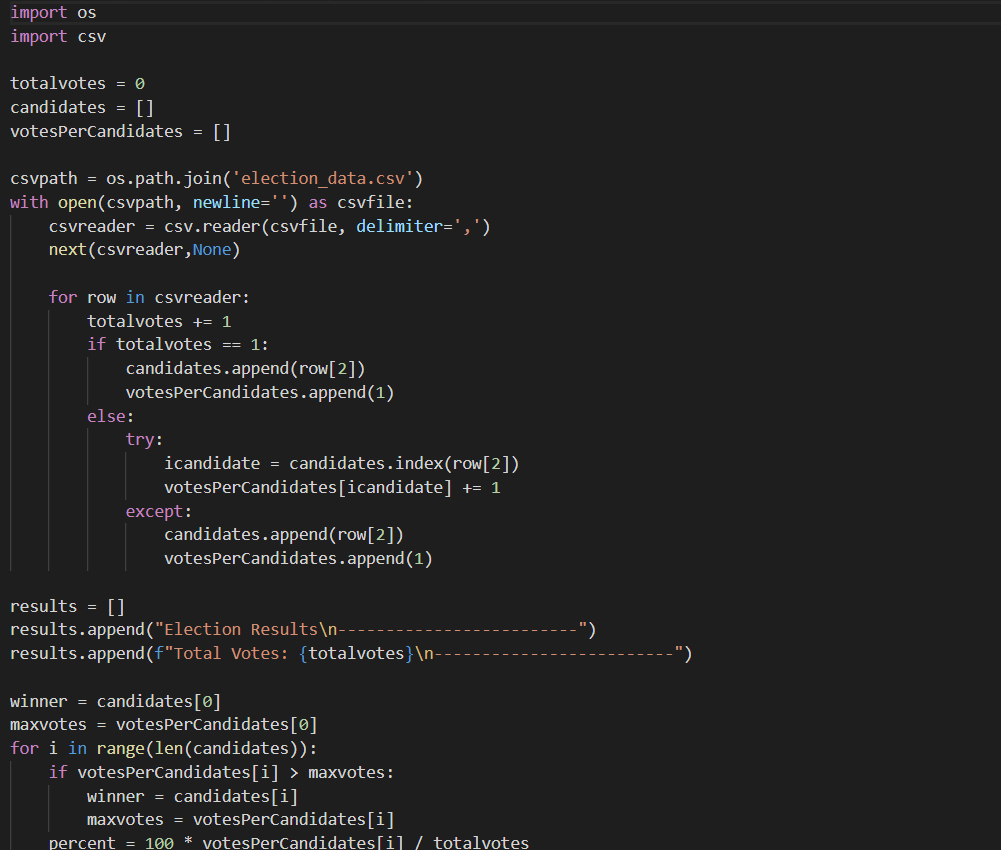 import os
import csv
totalvotes = 0
candidates = []
votesPerCandidates = []
csvpath = os.path.join('election_data.csv')
with open(csvpath, newline='') as csvfile:
    csvreader = csv.reader(csvfile, delimiter=',')
    next(csvreader,None)
    for row in csvreader:
        totalvotes += 1
        if totalvotes == 1:
            candidates.append(row[2])
            votesPerCandidates.append(1)
        else:
            try:
                icandidate = candidates.index(row[2])
                votesPerCandidates[icandidate] += 1
            except:
                candidates.append(row[2])
                votesPerCandidates.append(1)
results = []
results.append("Election Results\n-------------------------")
results.append(f"Total Votes: {totalvotes}\n-------------------------")
winner = candidates[0]
maxvotes = votesPerCandidates[0]
for i in range(len(candidates)):
    if votesPerCandidates[i] > maxvotes:
        winner = candidates[i]
        maxvotes = votesPerCandidates[i]
    percent = 100 * votesPerCandidates[i] / totalvotes